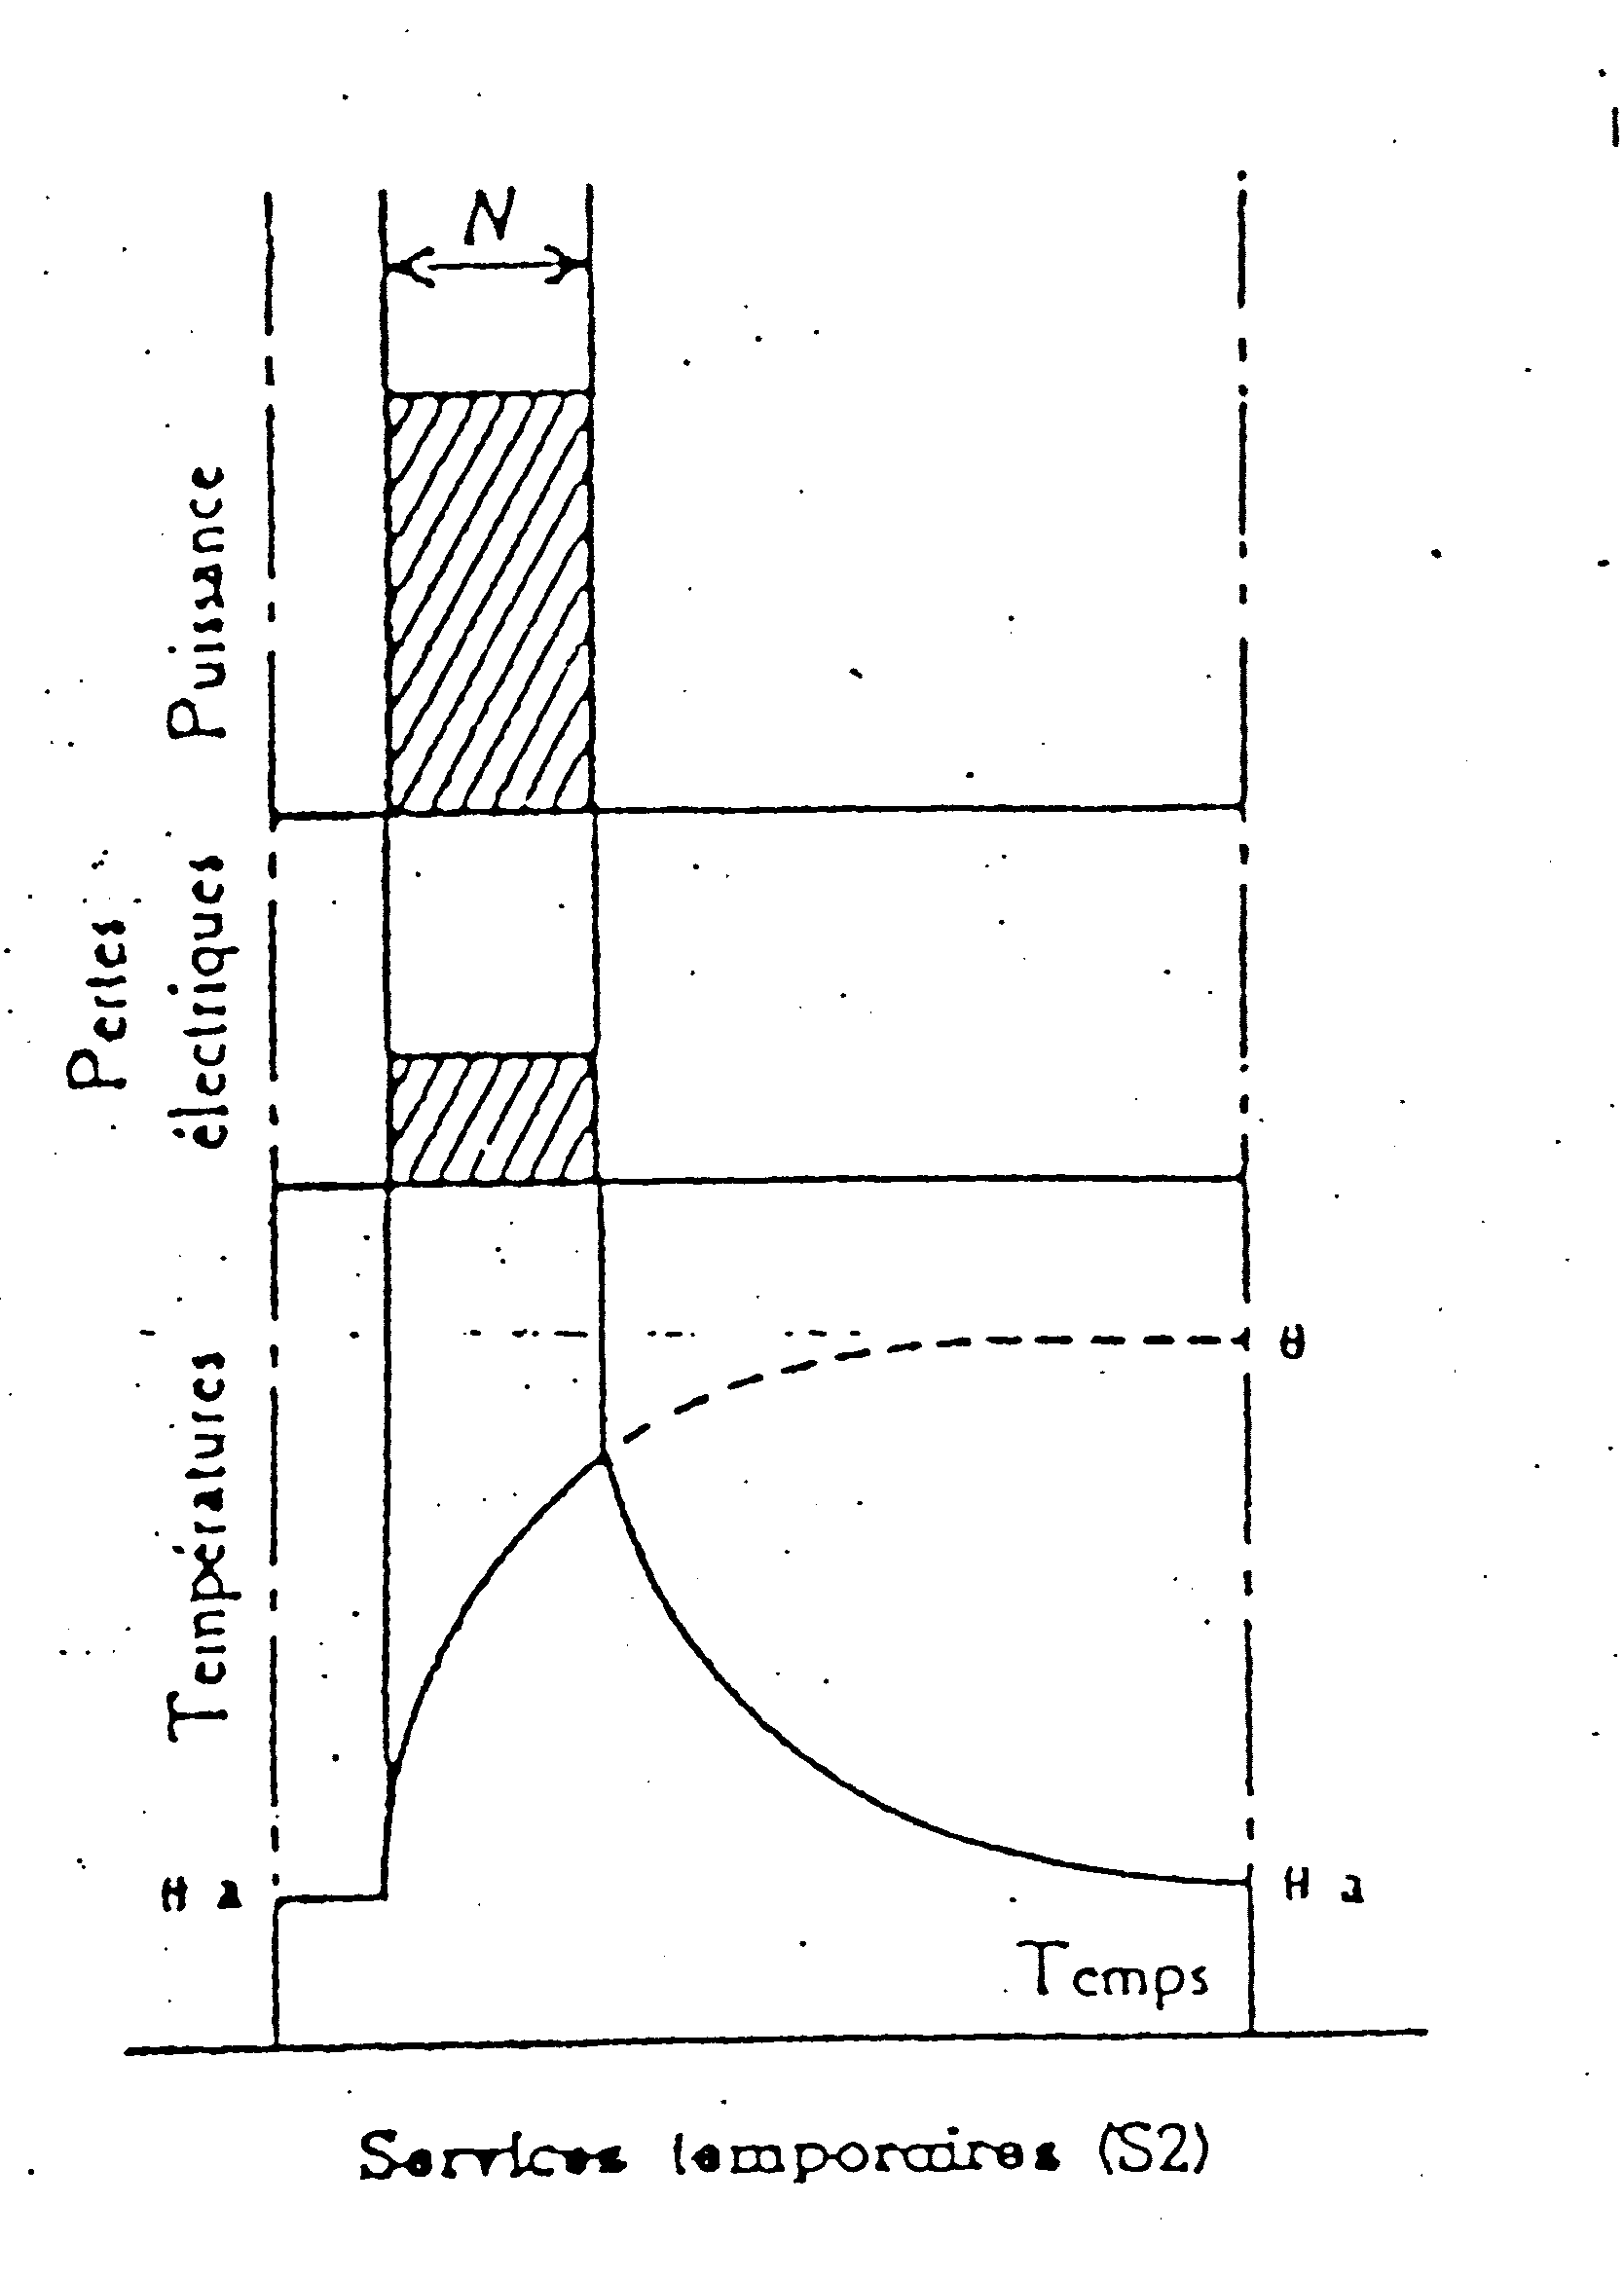 N
Puissance
Pertes
électriques
Températures
θ
θ a
θ a
Temps
Services temporaires (S2)